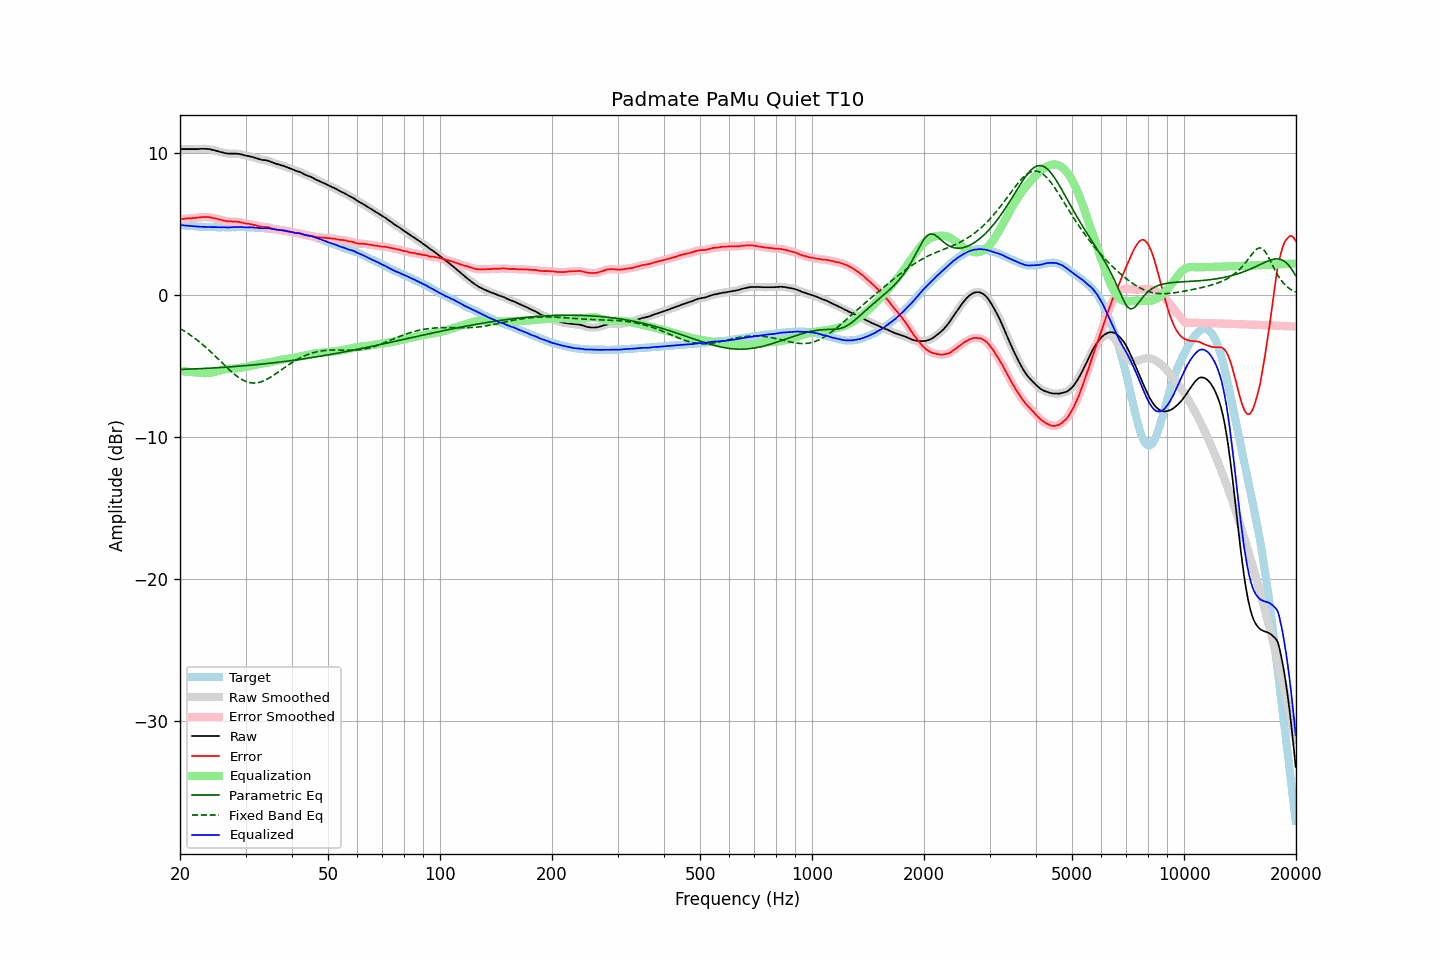 Padmate PaMu Quiet T10
Amplitude (dBr)
10
0
−10
−20
−30
Target
Raw Smoothed
Error Smoothed
Raw
Error
Equalization
Parametric Eq
Fixed Band Eq
Equalized
20 50 100 200 500 1000 2000 5000 10000 20000
Frequency (Hz)